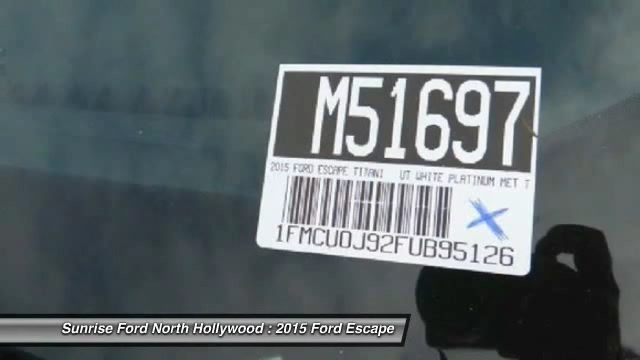 M51697
2015 FORD ESCAPE TITANI UT WHITE PLATINUM MET T
1FMCU0J92FUB95126
Sunrise Ford North Hollywood : 2015 Ford Escape